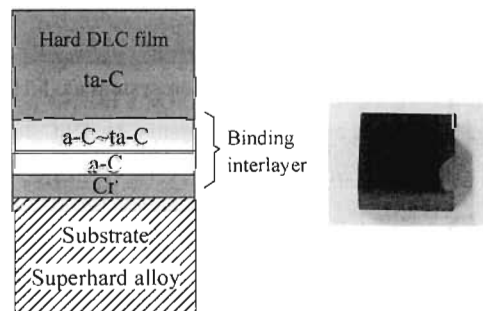 Hard DLC film
ta-C
a-C~ta-C
a-C
Cr
Binding
interlayer
Substrate
Superhard alloy